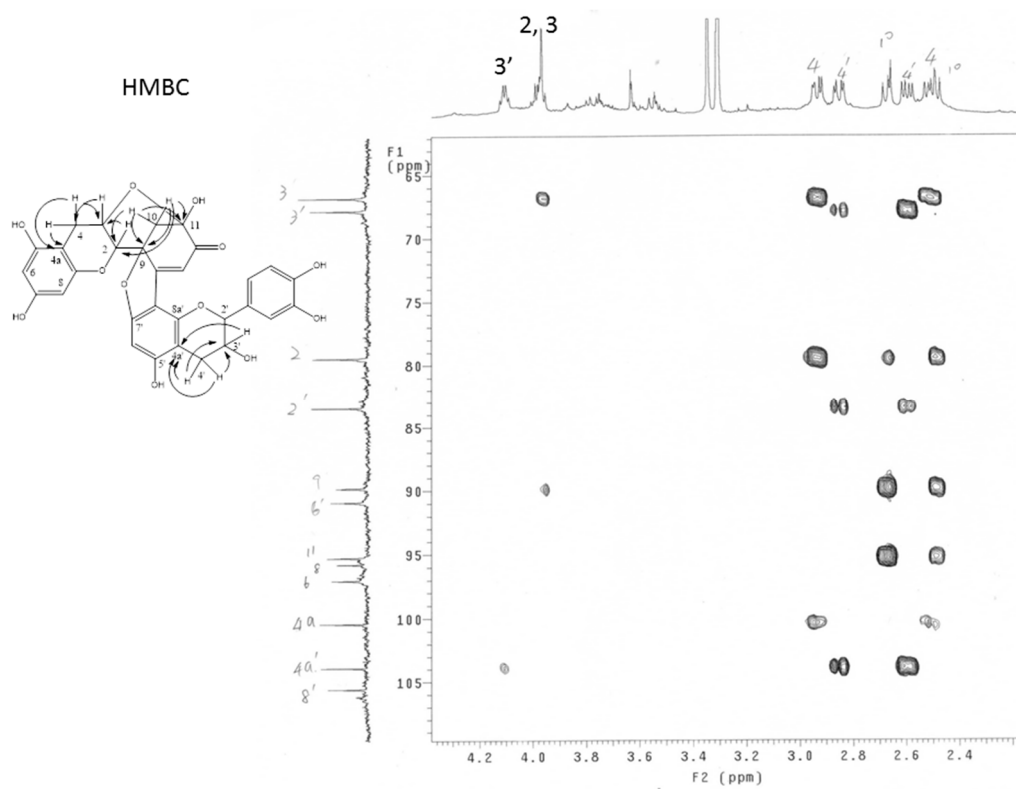 HMBC
3'
2, 3
4
4'
10
4'
4
10
F1
(ppm)
65
70
75
80
85
90
95
100
105
3
3'
2
2'
9
6'
11
8
6
4a
4a'
8'
O
H
H
H
H
H
H
OH
HO
4
10
11
O
H
H
2
4a
9
6
O
8
HO
O
OH
O
2'
8a'
OH
7'
H
3'
4a'
OH
5'
4'
H
H
OH
4.2 4.0 3.8 3.6 3.4 3.2 3.0 2.8 2.6 2.4
F2 (ppm)